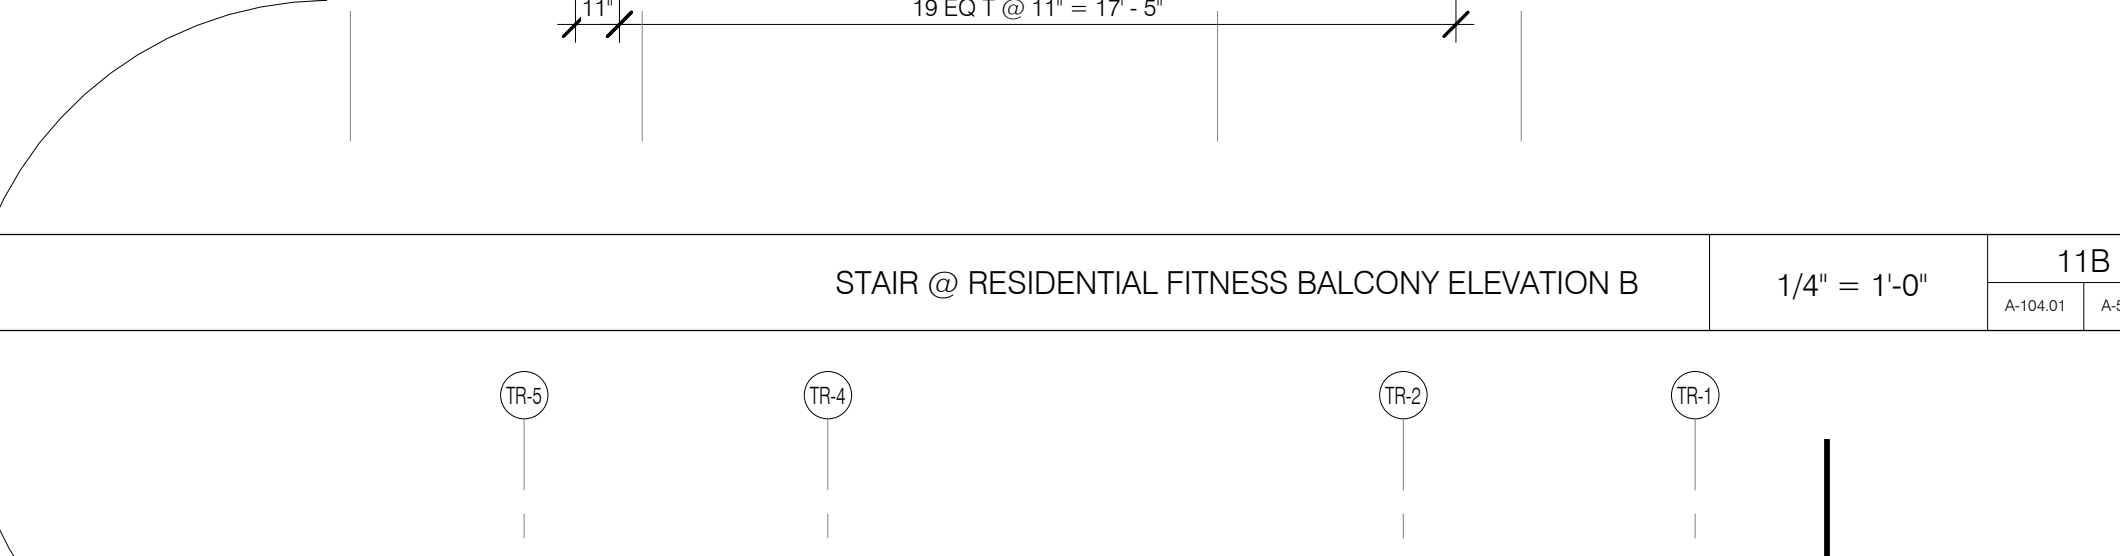 11" 19 EQ T @ 11" = 17' - 5"
STAIR @ RESIDENTIAL FITNESS BALCONY ELEVATION B 1/4" = 1'-0" 11B
A-104.01 A-5
TR-5 TR-4 TR-2 TR-1